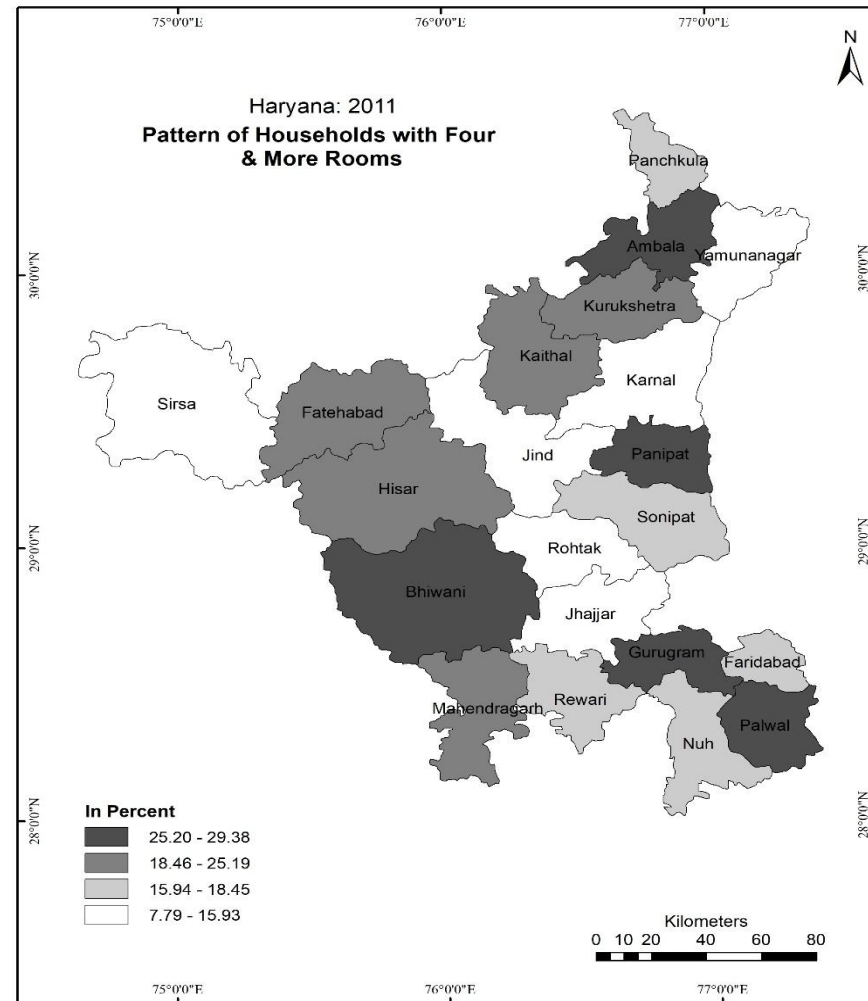 75°0'0"E 76°0'0"E 77°0'0"E
N
Haryana: 2011
Pattern of Households with Four
& More Rooms
Panchkula
Ambala
Yamunanagar
30°0'0"N 30°0'0"N
Kurukshetra
Kaithal
Karnal
Sirsa
Fatehabad
Jind
Panipat
Hisar
Sonipat
29°0'0"N 29°0'0"N
Rohtak
Bhiwani
Jhajjar
Gurugram
Faridabad
Rewari
Mahendragarh
Palwal
Nuh
28°0'0"N 28°0'0"N
In Percent
25.20 - 29.38
18.46 - 25.19
15.94 - 18.45
7.79 - 15.93
Kilometers
0 10 20 40 60 80
75°0'0"E 76°0'0"E 77°0'0"E